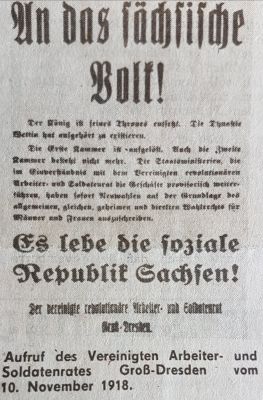 An das sächsische
Volk!
Der König ist seines Thrones entsetzt. Die Dynastie
Wettin hat aufgehört zu existieren.
Die Erste Kammer ist aufgelöst. Auch die Zweite
Kammer besteht nicht mehr. Die Staatsministerien, die
im Einverständnis mit dem Vereinigten revolutionären
Arbeiter- und Soldatenrat die Geschäfte provisorisch weiter-
führen, haben sofort Neuwahlen auf der Grundlage des
allgemeinen, gleichen, geheimen und direkten Wahlrechts für
Männer und Frauen auszuschreiben.
Es lebe die soziale
Republik Sachsen!
Der vereinigte revolutionäre Arbeiter- und Soldatenrat
Groß-Dresden.
Aufruf des Vereinigten Arbeiter- und
Soldatenrates Groß-Dresden vom
10. November 1918.